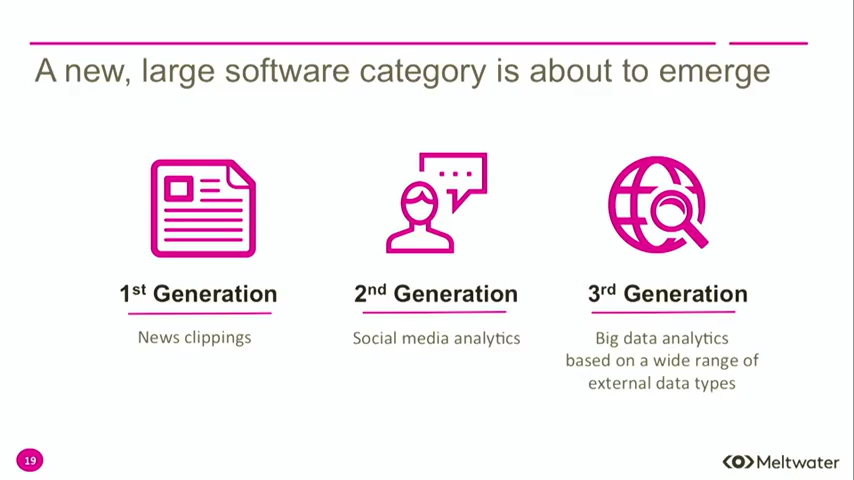 A new, large software category is about to emerge
1st Generation
News clippings
2nd Generation
Social media analytics
3rd Generation
Big data analytics
based on a wide range of
external data types
19
Meltwater